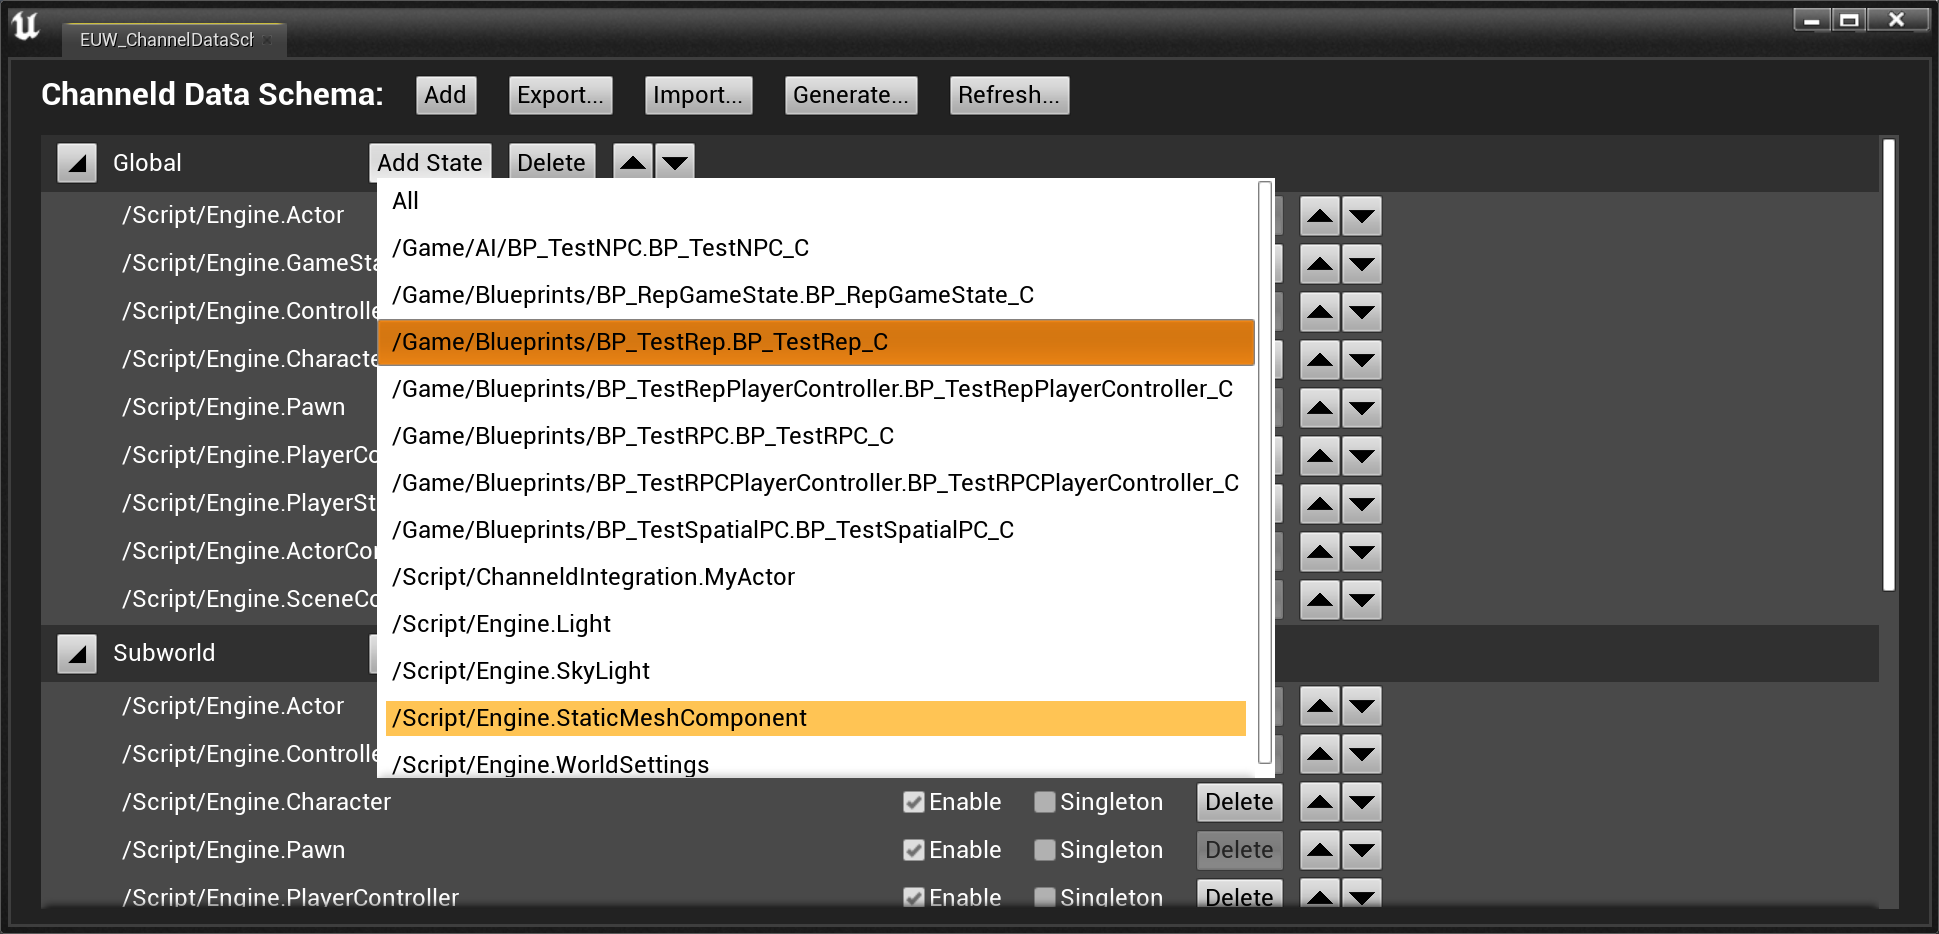 EUW_ChannelDataSch
Channeld Data Schema: Add Export... Import... Generate... Refresh...
Global Add State Delete
All
/Script/Engine.Actor
/Game/AI/BP_TestNPC.BP_TestNPC_C
/Script/Engine.GameSta
/Game/Blueprints/BP_RepGameState.BP_RepGameState_C
/Script/Engine.Controlle
/Game/Blueprints/BP_TestRep.BP_TestRep_C
/Script/Engine.Characte
/Game/Blueprints/BP_TestRepPlayerController.BP_TestRepPlayerController_C
/Script/Engine.Pawn
/Game/Blueprints/BP_TestRPC.BP_TestRPC_C
/Script/Engine.PlayerCo
/Game/Blueprints/BP_TestRPCPlayerController.BP_TestRPCPlayerController_C
/Script/Engine.PlayerSt
/Game/Blueprints/BP_TestSpatialPC.BP_TestSpatialPC_C
/Script/Engine.ActorCo
/Script/ChanneldIntegration.MyActor
/Script/Engine.SceneCo
/Script/Engine.Light
Subworld
/Script/Engine.SkyLight
/Script/Engine.Actor
/Script/Engine.StaticMeshComponent
/Script/Engine.Controlle
/Script/Engine.WorldSettings
/Script/Engine.Character Enable Singleton Delete
/Script/Engine.Pawn Enable Singleton Delete
/Script/Engine.PlayerController Enable Singleton Delete